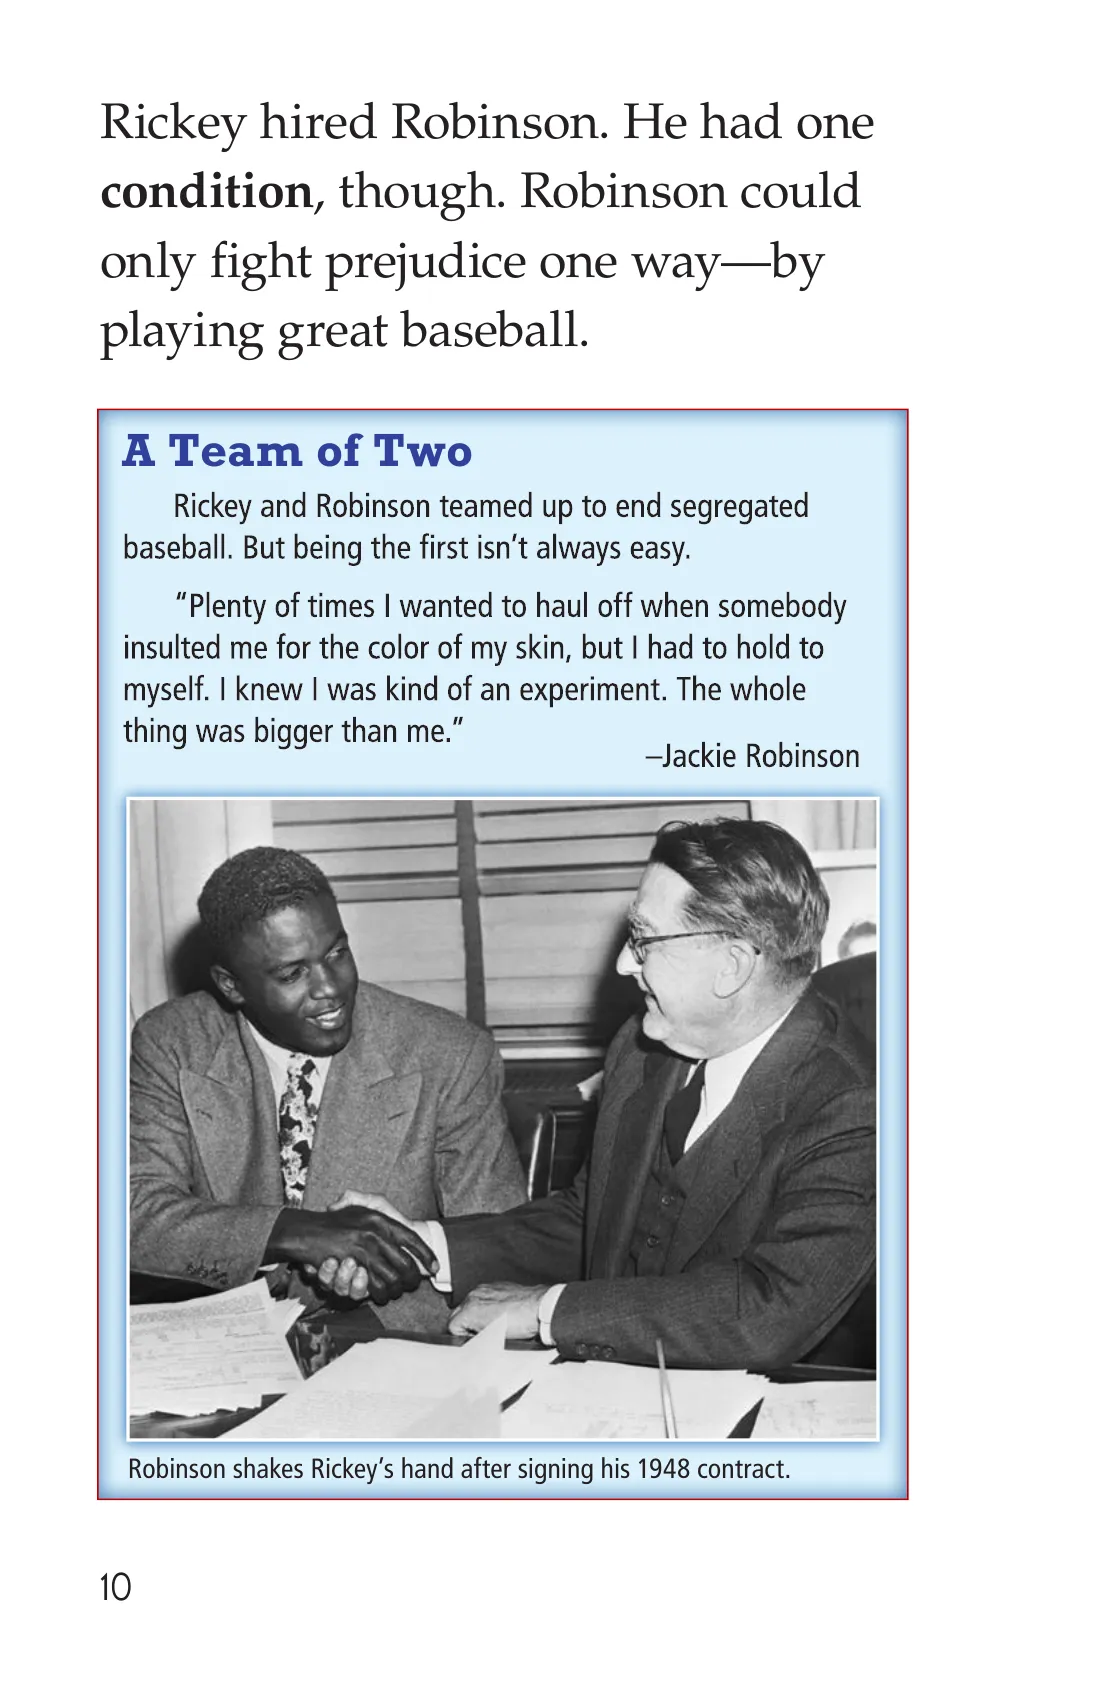 Rickey hired Robinson. He had one
condition, though. Robinson could
only fight prejudice one way—by
playing great baseball.
A Team of Two
Rickey and Robinson teamed up to end segregated
baseball. But being the first isn’t always easy.
“Plenty of times I wanted to haul off when somebody
insulted me for the color of my skin, but I had to hold to
myself. I knew I was kind of an experiment. The whole
thing was bigger than me.”
–Jackie Robinson
Robinson shakes Rickey’s hand after signing his 1948 contract.
10